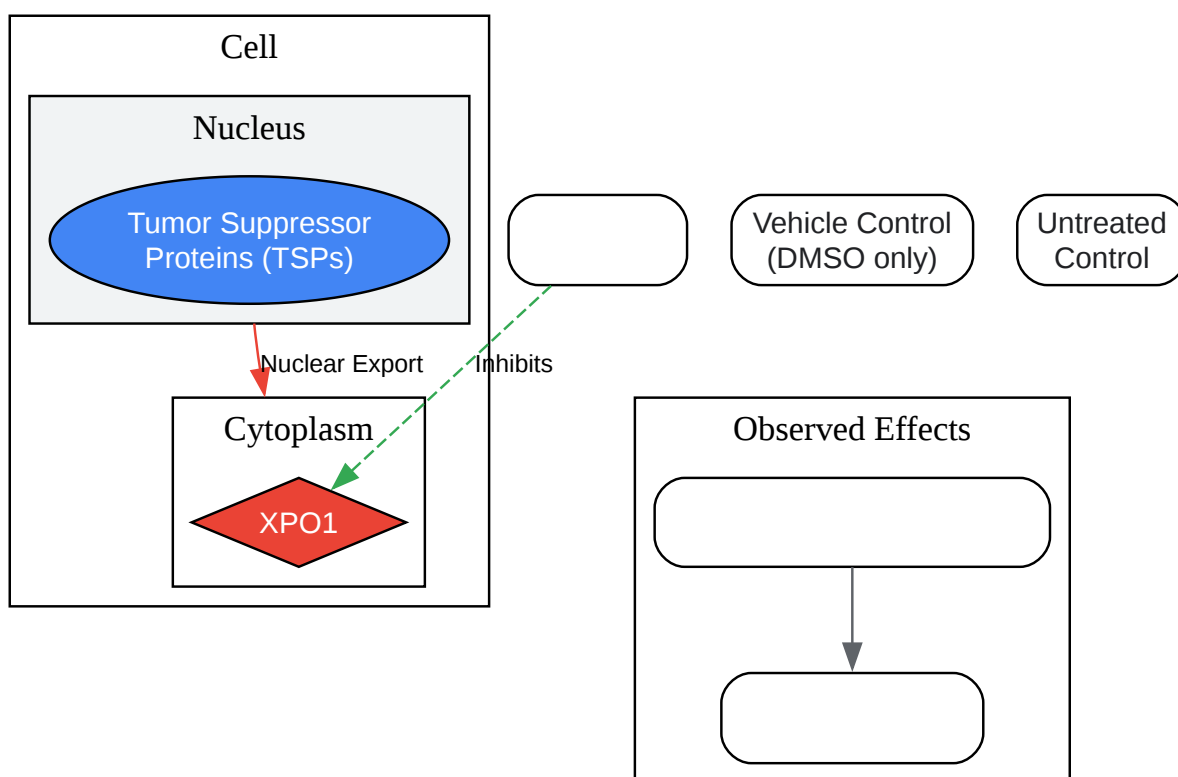 Cell
Nucleus
Tumor Suppressor
Proteins (TSPs)
Vehicle Control
(DMSO only)
Untreated
Control
Nuclear Export
Inhibits
Cytoplasm
XPO1
Observed Effects